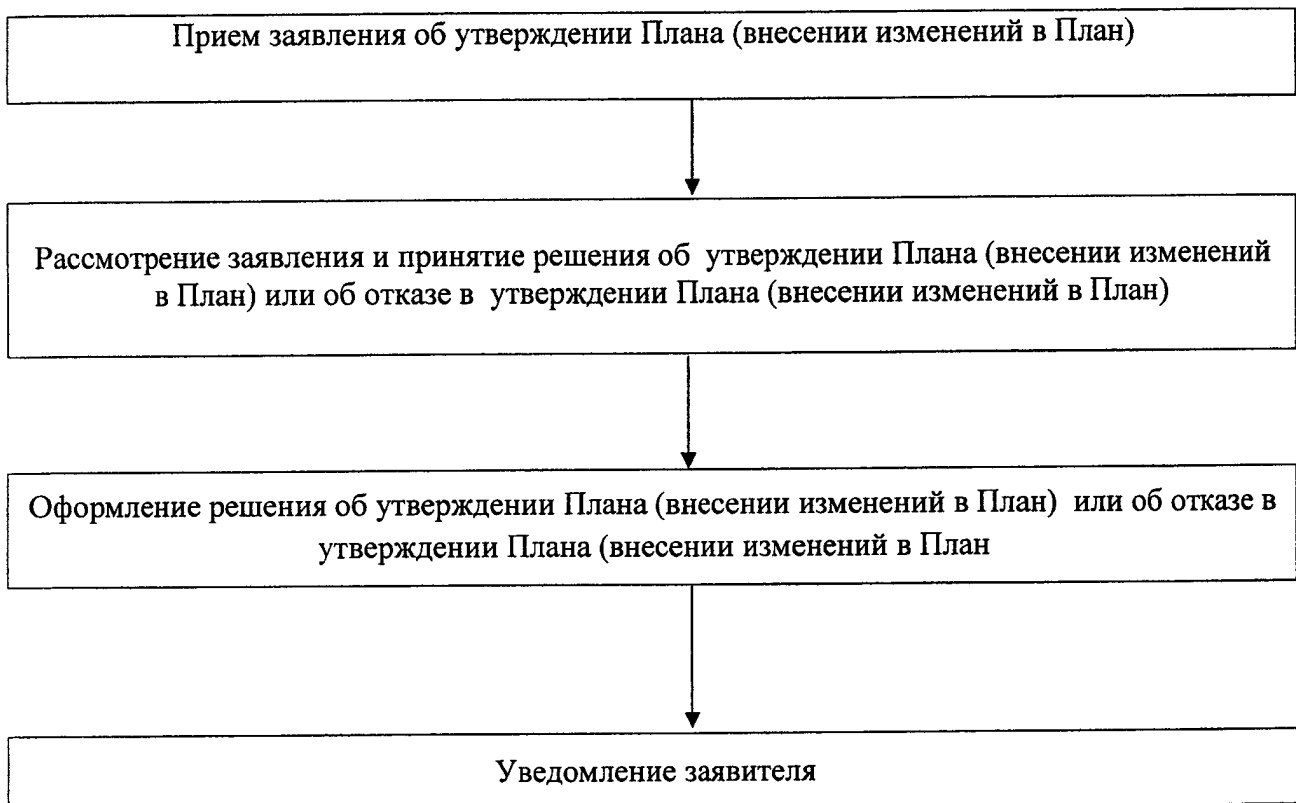 Прием заявления об утверждении Плана (внесении изменений в План)
Рассмотрение заявления и принятие решения об утверждении Плана (внесении изменений
в План) или об отказе в утверждении Плана (внесении изменений в План)
Оформление решения об утверждении Плана (внесении изменений в План) или об отказе в
утверждении Плана (внесении изменений в План
Уведомление заявителя